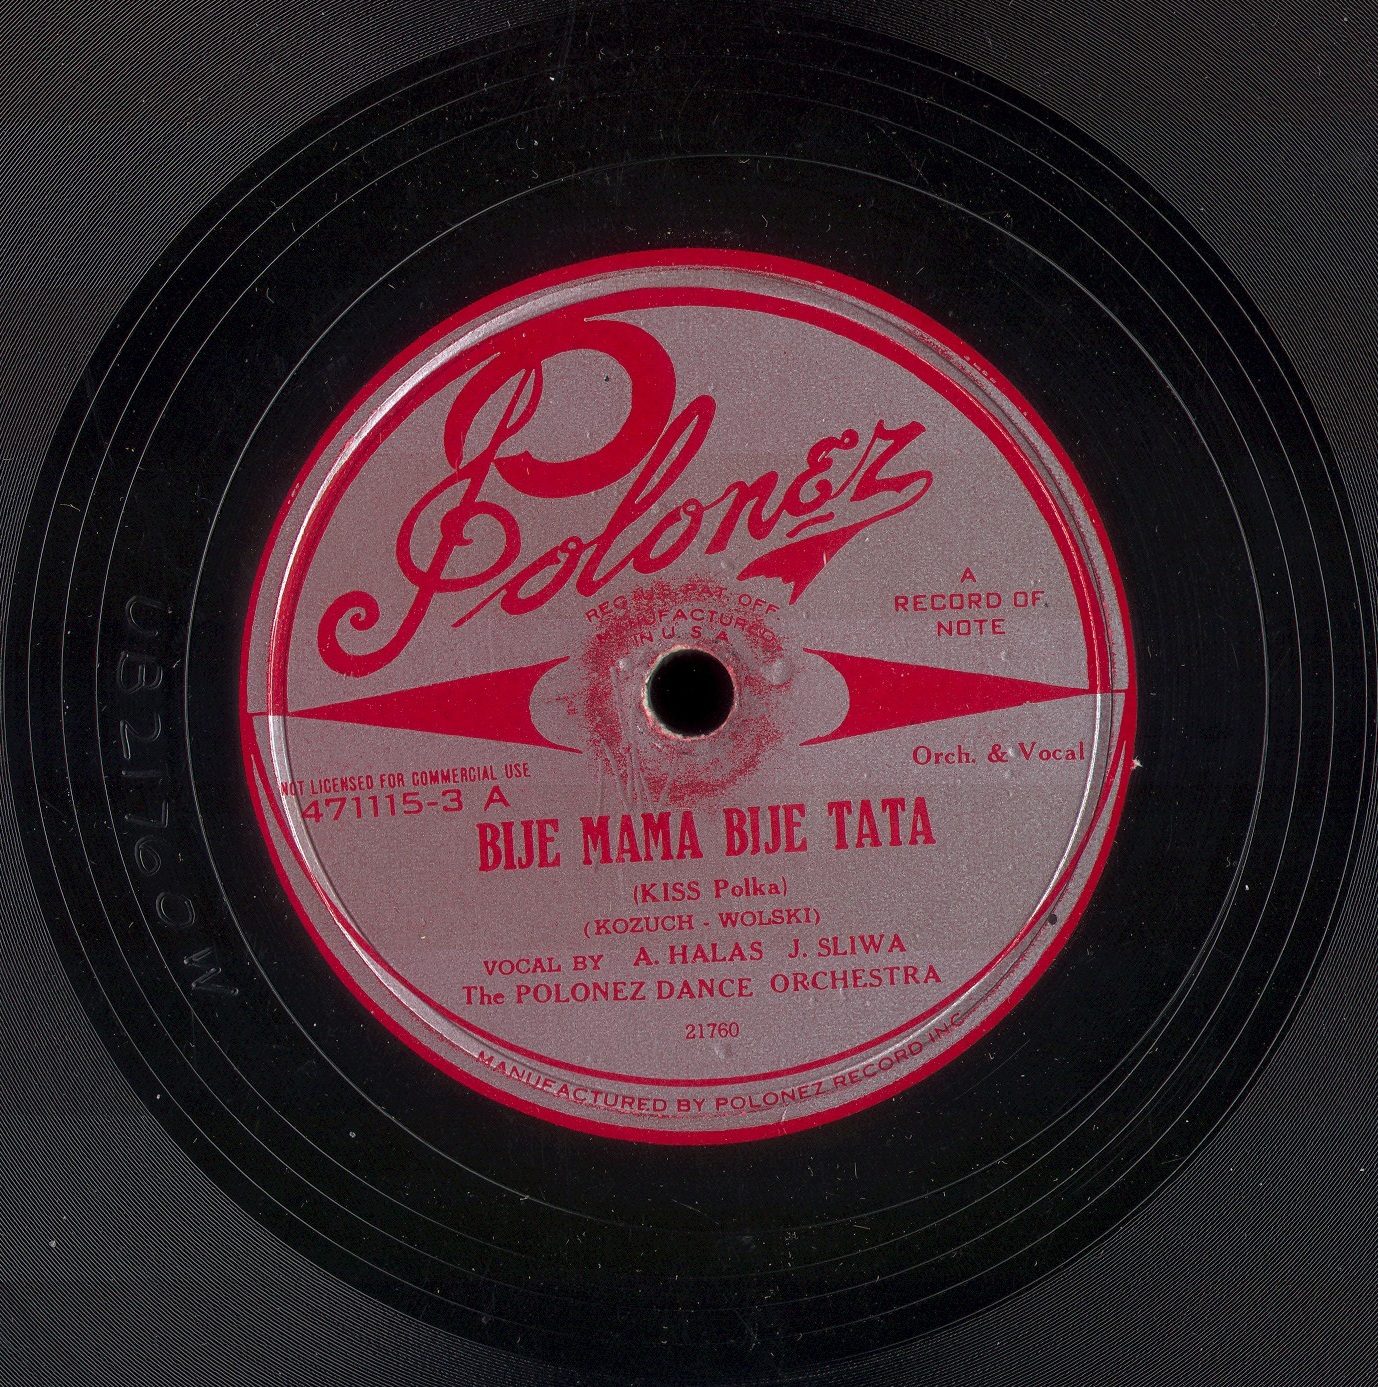 Polonez
REG. U.S. PAT. OFF.
MANUFACTURED
IN U.S.A.
A
RECORD OF
NOTE
Orch. & Vocal
NOT LICENSED FOR COMMERCIAL USE
471115-3 A
BIJE MAMA BIJE TATA
(KISS Polka)
(KOZUCH - WOLSKI)
VOCAL BY A. HALAS J. SLIWA
The POLONEZ DANCE ORCHESTRA
21760
MANUFACTURED BY POLONEZ RECORD INC.